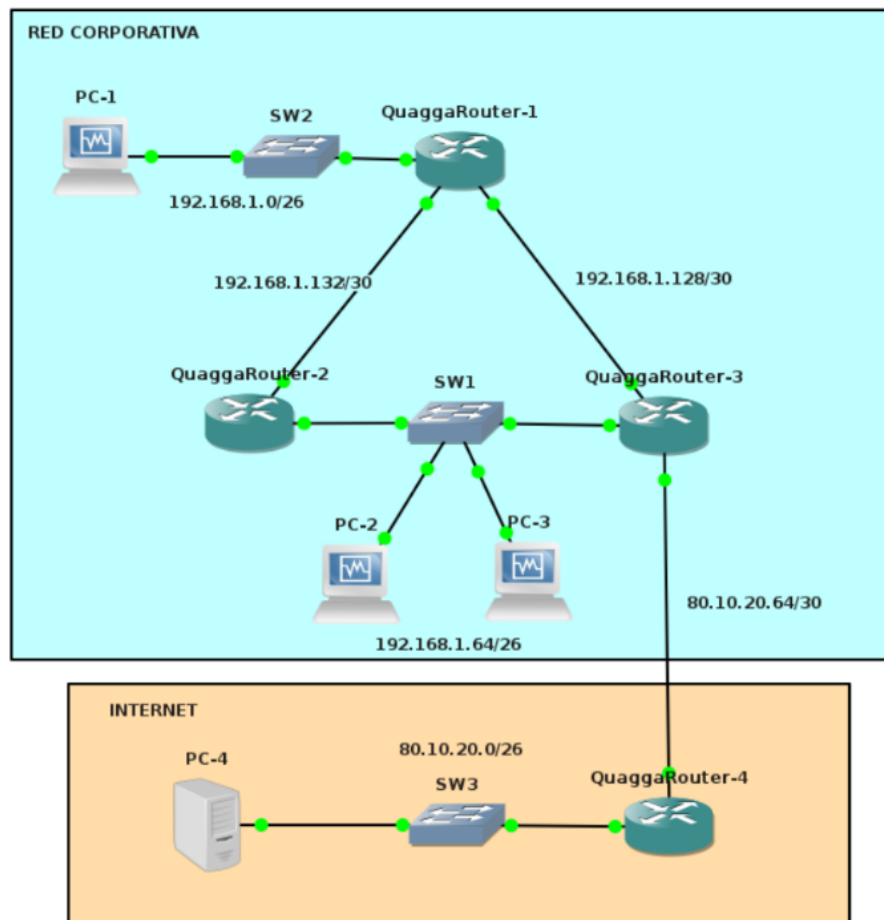 RED CORPORATIVA
PC-1
SW2
QuaggaRouter-1
192.168.1.0/26
192.168.1.132/30
192.168.1.128/30
QuaggaRouter-2
SW1
QuaggaRouter-3
PC-2
PC-3
192.168.1.64/26
80.10.20.64/30
INTERNET
PC-4
80.10.20.0/26
SW3
QuaggaRouter-4